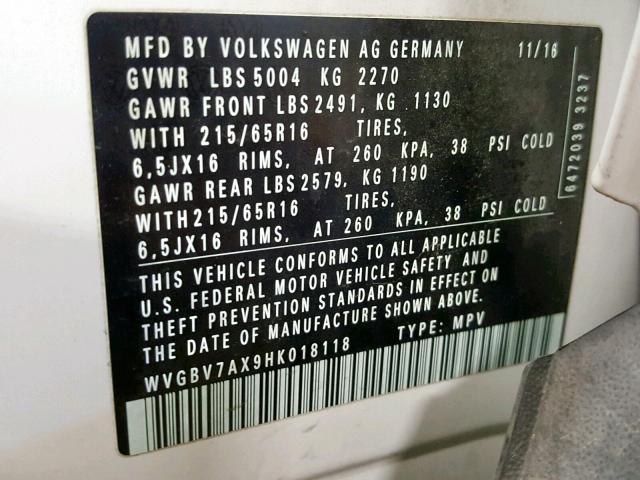 MFD BY VOLKSWAGEN AG GERMANY 11/16
GVWR LBS 5004 KG 2270
GAWR FRONT LBS 2491, KG 1130
WITH 215/65R16 TIRES,
6,5JX16 RIMS, AT 260 KPA, 38 PSI COLD
GAWR REAR LBS 2579, KG 1190
WITH 215/65R16 TIRES,
6,5JX16 RIMS, AT 260 KPA, 38 PSI COLD
THIS VEHICLE CONFORMS TO ALL APPLICABLE
U.S. FEDERAL MOTOR VEHICLE SAFETY AND
THEFT PREVENTION STANDARDS IN EFFECT ON
THE DATE OF MANUFACTURE SHOWN ABOVE.
WVGBV7AX9HK018118 TYPE: MPV
6472039 3237